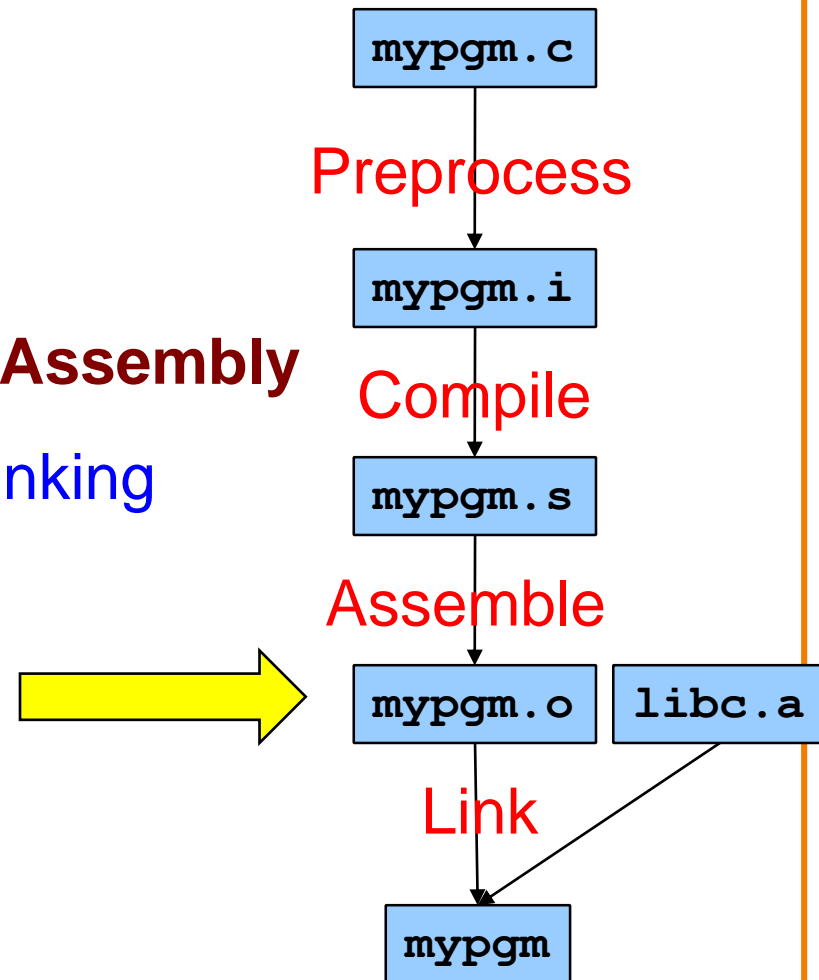 mypgm.c
Preprocess
mypgm.i
Assembly
Compile
nking
mypgm.s
Assemble
mypgm.o
libc.a
Link
mypgm